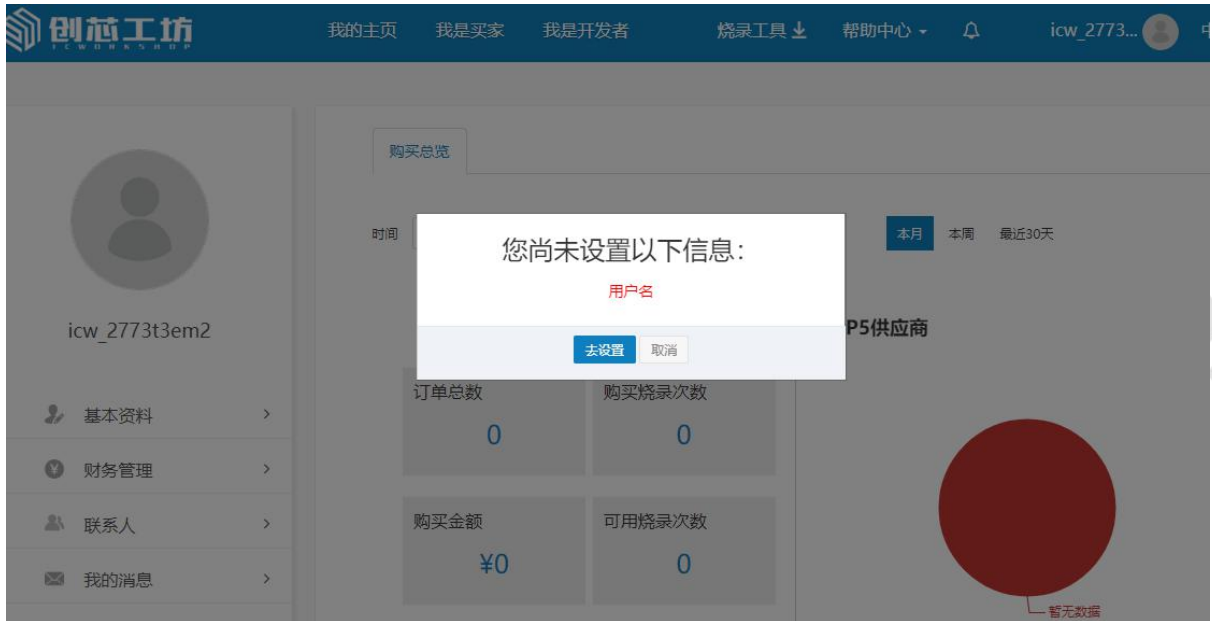 创芯工坊
ICWORKSHOP
我的主页 我是买家 我是开发者 烧录工具 帮助中心 icw_2773... 中
购买总览
时间 本月 本周 最近30天
您尚未设置以下信息：
用户名
去设置 取消
icw_2773t3em2
P5供应商
基本资料
财务管理
联系人
我的消息
订单总数 购买烧录次数
0 0
购买金额 可用烧录次数
¥0 0
暂无数据